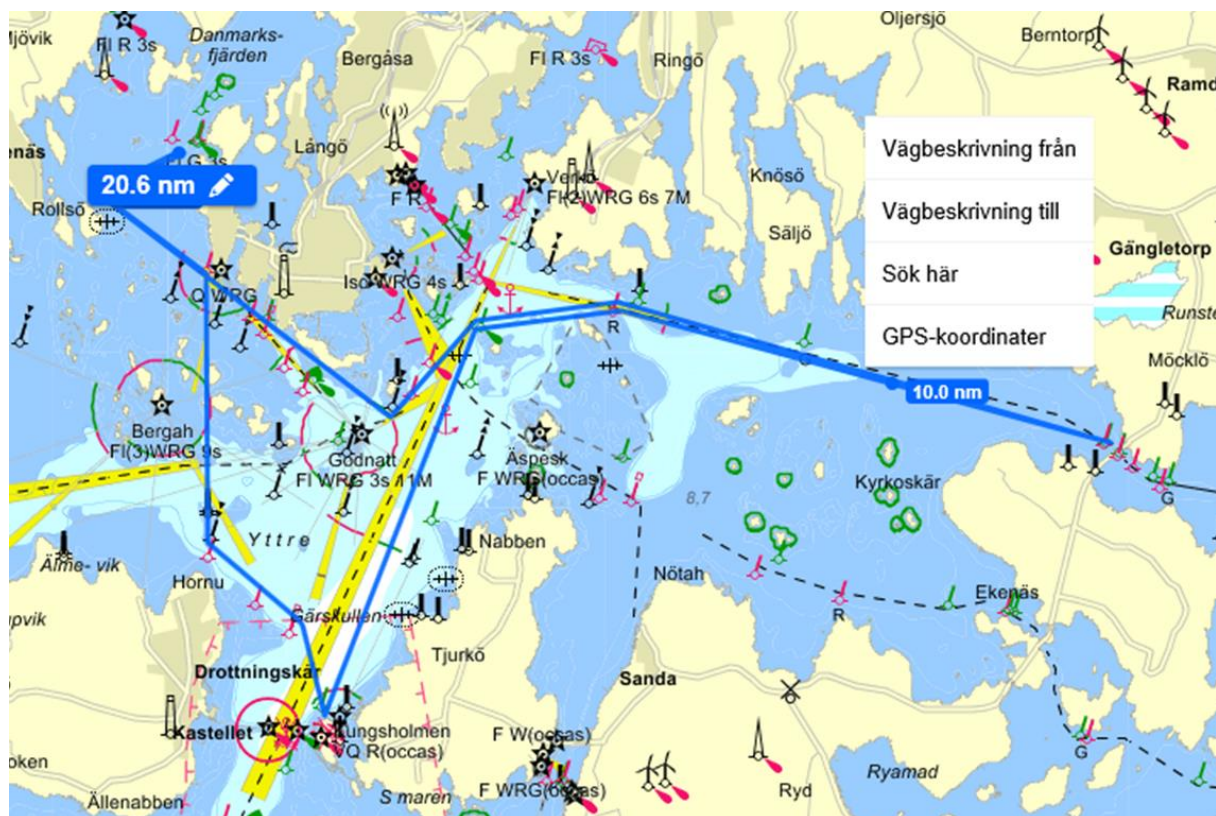 Oljersjö
Berntorp
Fl R 3s
Danmarks-
fjärden
Bergåsa
Fl R 3s
Ringö
Ramd
Vägbeskrivning från
G 3s
Långö
enäs
20.6 nm
Verkö
Knösö
Fl(2)WRG 6s 7M
F R
Rollsö
Vägbeskrivning till
Säljö
Gängletorp
Sök här
Iso WRG 4s
Q WRG
Runste
R
GPS-koordinater
Möcklö
G
10.0 nm
Bergah
Fl(3)WRG 9s
Godnatt
Fl WRG 3s 11M
Äspesk
F WRG(occas)
Kyrkoskär
8,7
G
Yttre
Nabben
Älme- vik
Hornu
Nötah
Ekenäs
R
Gärskullen
Tjurkö
Drottningskär
Sanda
Kastellet
Kungsholmen
VQ R(occas)
F W(occas)
G
oken
Ryamad
Ällenabben
S maren
F WRG(occas)
Ryd